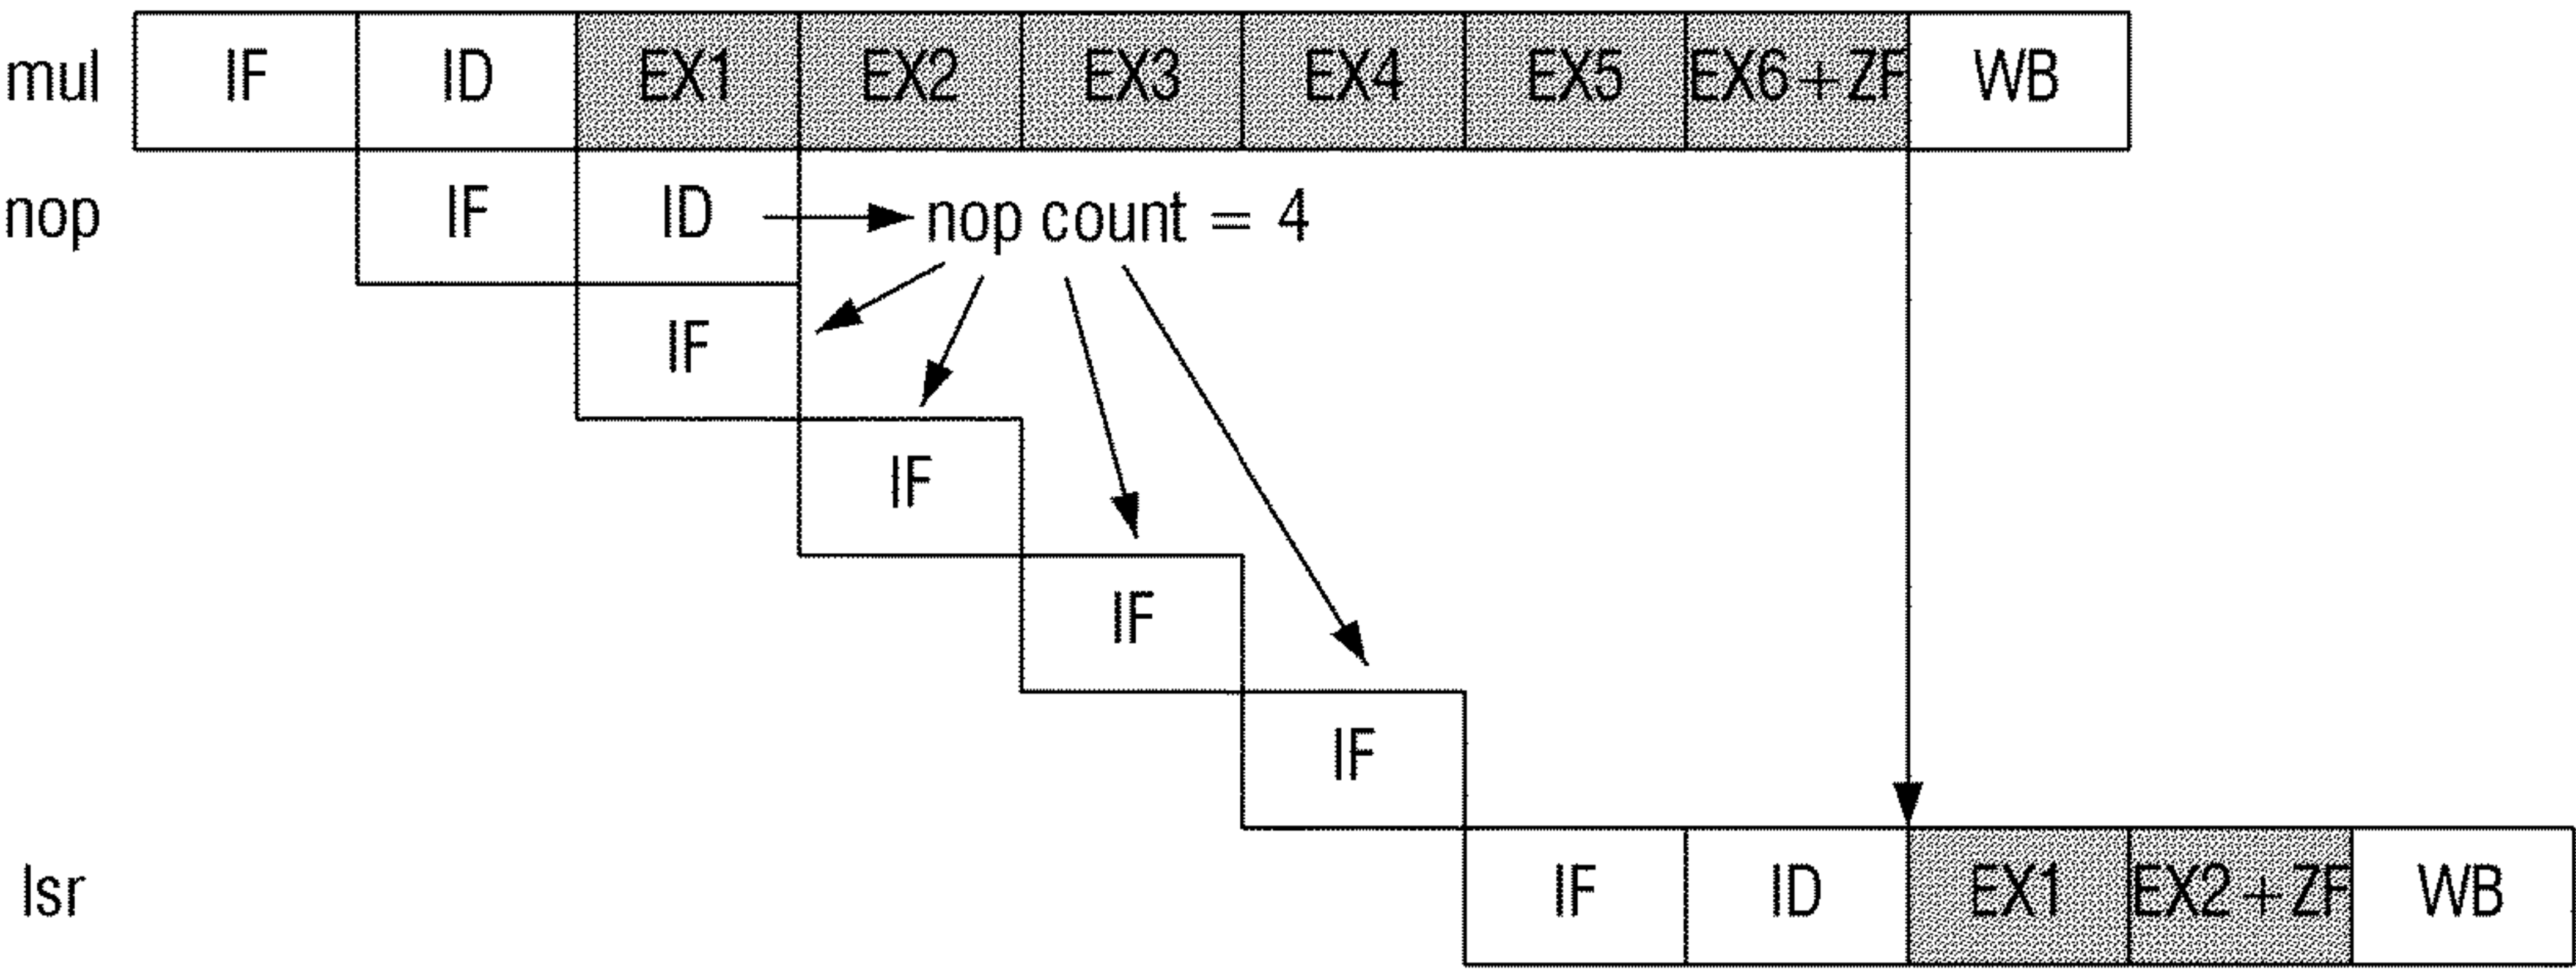 mul IF ID EX1 EX2 EX3 EX4 EX5 EX6+ZF WB
nop IF ID nop count = 4
IF
IF
IF
IF
lsr IF ID EX1 EX2+ZF WB